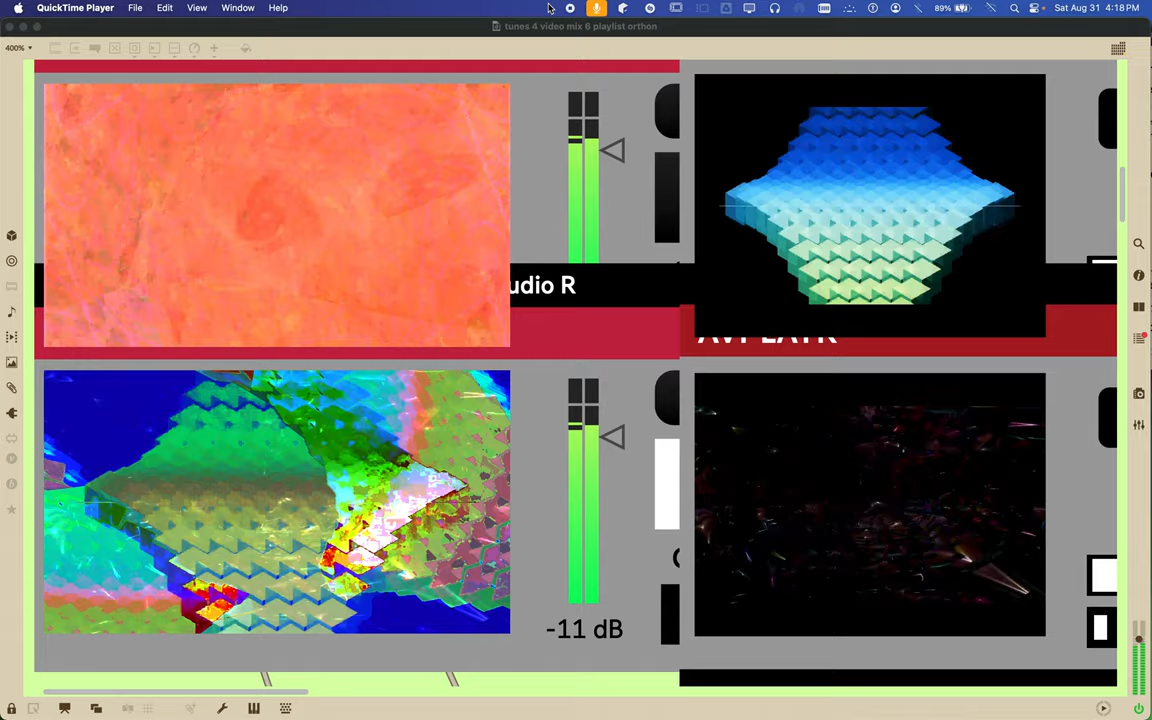 QuickTime Player File Edit View Window Help 89% Sat Aug 31 4:18 PM
tunes 4 video mix 6 playlist orthon
400%
udio R
-11 dB